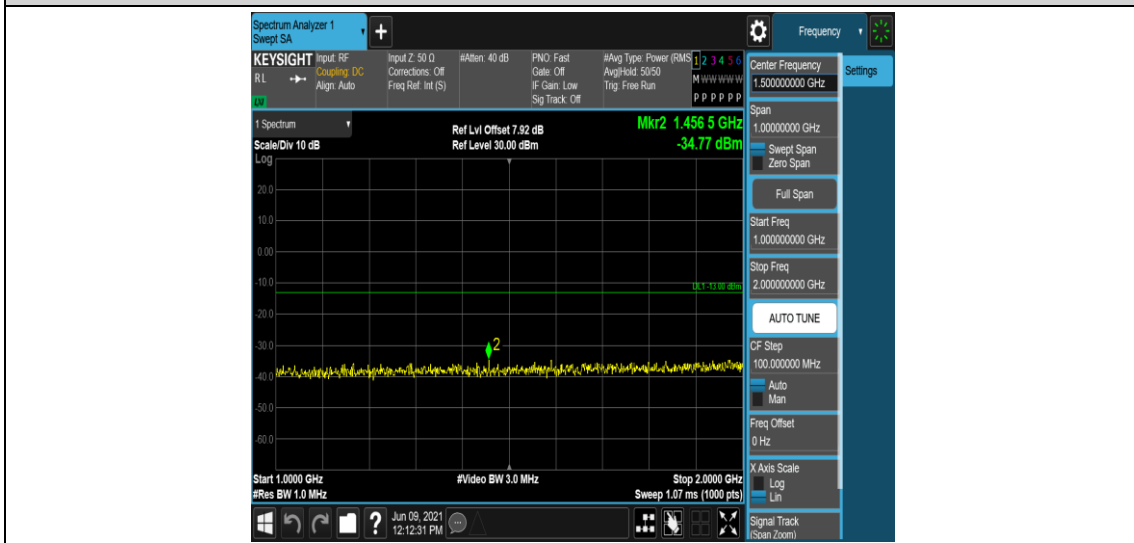 Spectrum Analyzer 1
Swept SA
+
Frequency
KEYSIGHT
RL
Input: RF
Coupling: DC
Align: Auto
Input Z: 50 Ω
Corrections: Off
Freq Ref: Int (S)
#Atten: 40 dB
PNO: Fast
Gate: Off
IF Gain: Low
Sig Track: Off
#Avg Type: Power (RMS
Avg|Hold: 50/50
Trig: Free Run
1 2 3 4 5 6
M W W W W W
P P P P P P
1 Spectrum
Scale/Div 10 dB
Ref Lvl Offset 7.92 dB
Ref Level 30.00 dBm
Mkr2 1.456 5 GHz
-34.77 dBm
Log
20.0
10.0
0.00
-10.0
DL1 -13.00 dBm
-20.0
-30.0
2
-40.0
-50.0
-60.0
Start 1.0000 GHz
#Res BW 1.0 MHz
#Video BW 3.0 MHz
Stop 2.0000 GHz
Sweep 1.07 ms (1000 pts)
Jun 09, 2021
12:12:31 PM
?
Center Frequency
1.500000000 GHz
Settings
Span
1.00000000 GHz
Swept Span
Zero Span
Full Span
Start Freq
1.000000000 GHz
Stop Freq
2.000000000 GHz
AUTO TUNE
CF Step
100.000000 MHz
Auto
Man
Freq Offset
0 Hz
X Axis Scale
Log
Lin
Signal Track
(Span Zoom)